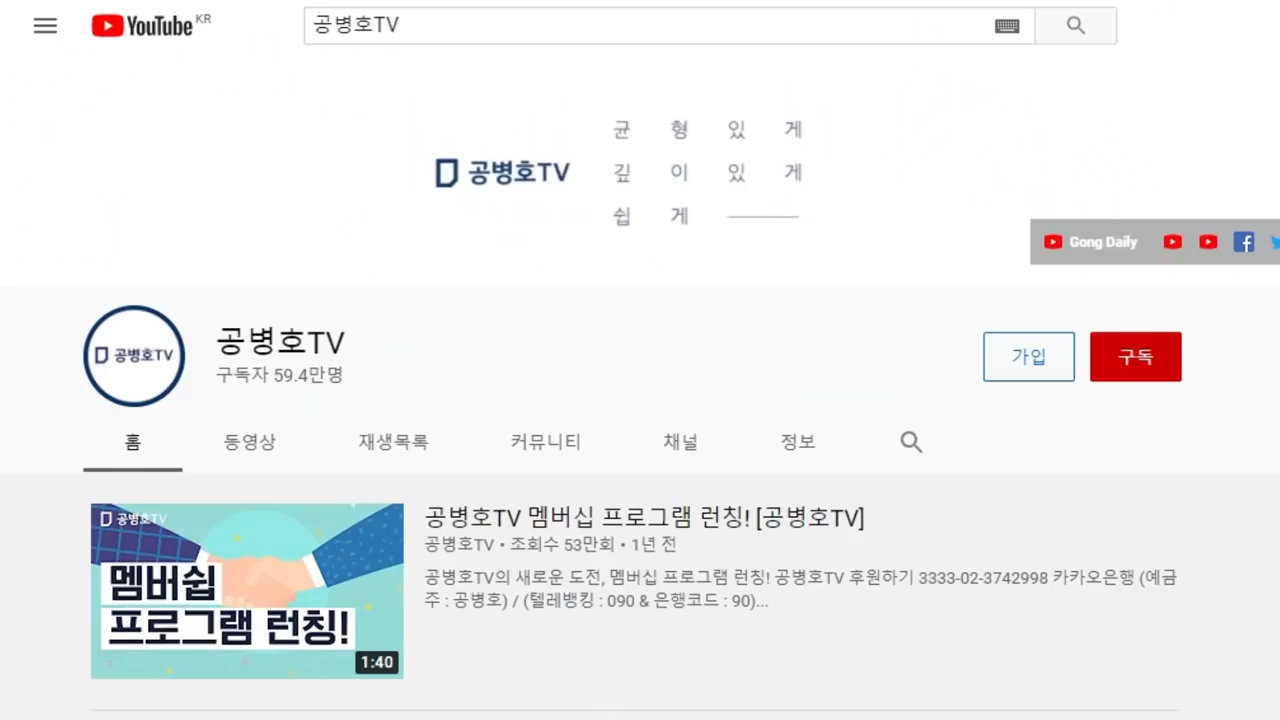 YouTube KR
공병호TV
균 형 있 게
공병호TV
깊 이 있 게
쉽 게
Gong Daily
공병호TV
공병호TV
구독자 59.4만명
가입
구독
홈 동영상 재생목록 커뮤니티 채널 정보
공병호TV
멤버쉽
프로그램 런칭!
1:40
공병호TV 멤버십 프로그램 런칭! [공병호TV]
공병호TV • 조회수 53만회 • 1년 전
공병호TV의 새로운 도전, 멤버십 프로그램 런칭! 공병호TV 후원하기 3333-02-3742998 카카오은행 (예금
주 : 공병호) / (텔레뱅킹 : 090 & 은행코드 : 90)...